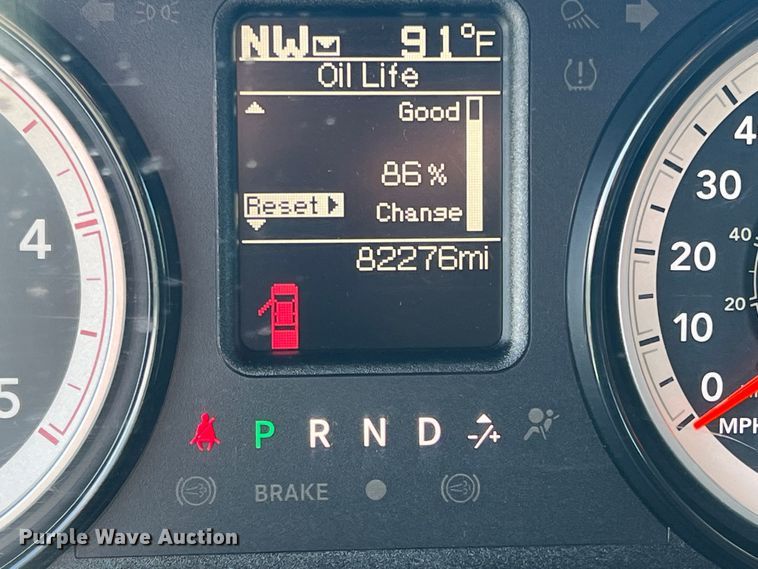 NW 91°F
Oil Life
Good
86%
Reset
Change
82276mi
4
5
4
30
20
10
0
40
20
MPH
P R N D -/+
BRAKE
Purple Wave Auction